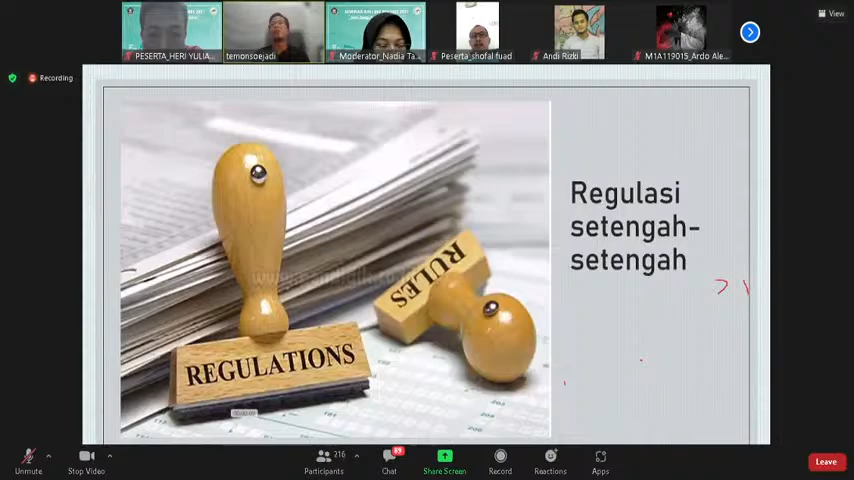 View
PESERTA_HERI YULIA...
temonsoejadi
Moderator_Nadia Ta...
Peserta_shofal fuad
Andi Rizki
M1A119015_Ardo Ale...
Recording
Regulasi
setengah-
setengah
RULES
REGULATIONS
216
89
Unmute
Stop Video
Participants
Chat
Share Screen
Record
Reactions
Apps
Leave